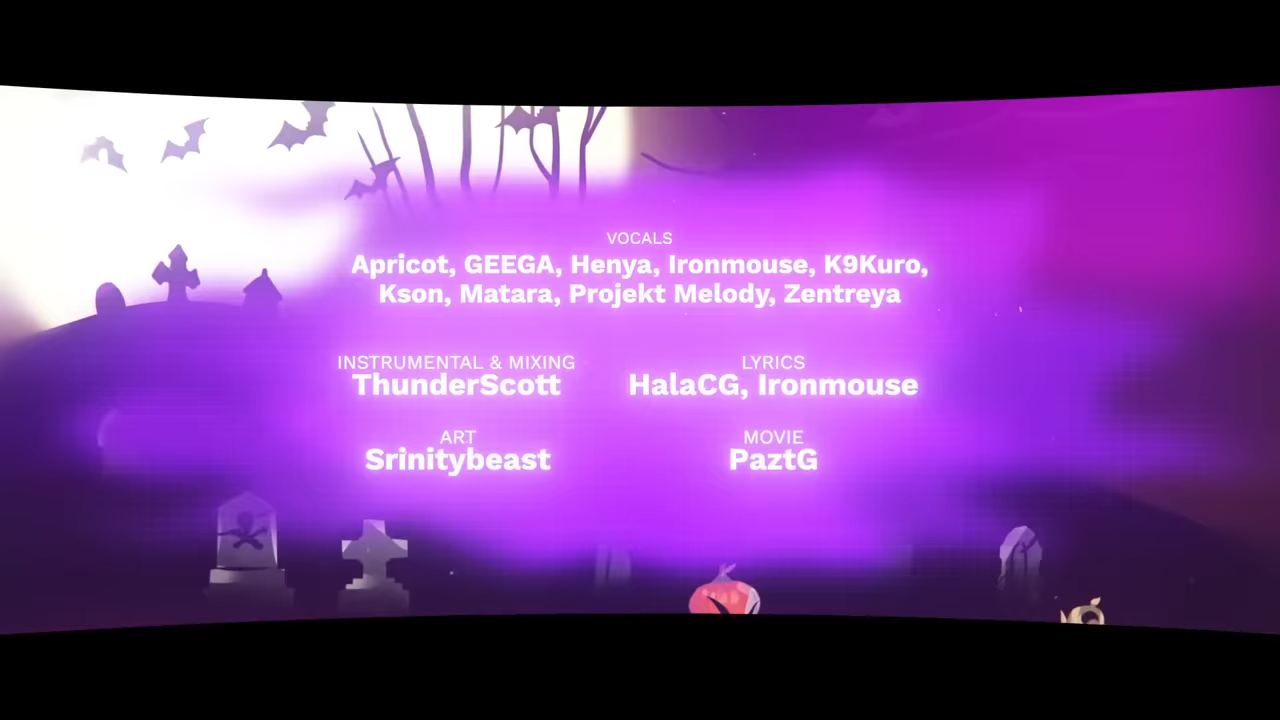 VOCALS
Apricot, GEEGA, Henya, Ironmouse, K9Kuro,
Kson, Matara, Projekt Melody, Zentreya
INSTRUMENTAL & MIXING
ThunderScott
LYRICS
HalaCG, Ironmouse
ART
Srinitybeast
MOVIE
PaztG